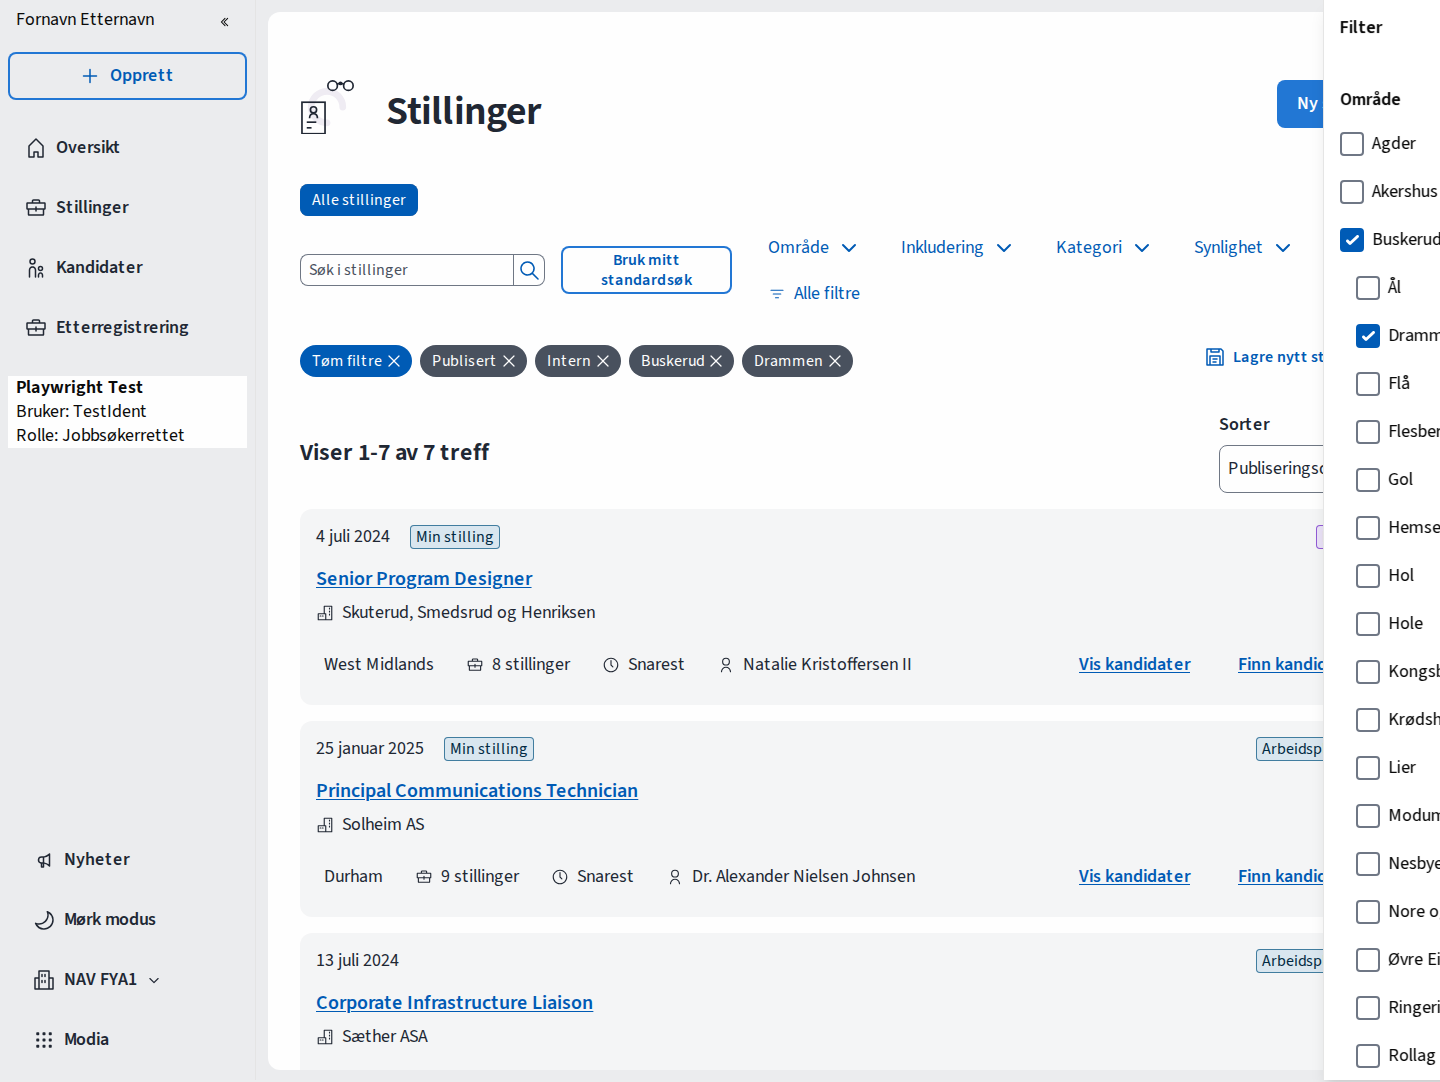 Fornavn Etternavn
Opprett
Oversikt
Stillinger
Kandidater
Etterregistrering
Playwright Test
Bruker: TestIdent
Rolle: Jobbsøkerrettet
Nyheter
Mørk modus
NAV FYA1
Modia
Stillinger
Ny
Alle stillinger
Søk i stillinger
Bruk mitt
standardsøk
Område
Inkludering
Kategori
Synlighet
Alle filtre
Tøm filtre
Publisert
Intern
Buskerud
Drammen
Lagre nytt st
Viser 1-7 av 7 treff
Sorter
Publiserings
4 juli 2024 Min stilling
Senior Program Designer
Skuterud, Smedsrud og Henriksen
West Midlands 8 stillinger Snarest Natalie Kristoffersen II Vis kandidater Finn kandid
25 januar 2025 Min stilling Arbeidsp
Principal Communications Technician
Solheim AS
Durham 9 stillinger Snarest Dr. Alexander Nielsen Johnsen Vis kandidater Finn kandid
13 juli 2024 Arbeidsp
Corporate Infrastructure Liaison
Sæther ASA
Filter
Område
Agder
Akershus
Buskerud
Ål
Dramm
Flå
Flesber
Gol
Hemse
Hol
Hole
Kongsb
Krødsh
Lier
Modum
Nesbye
Nore o
Øvre Ei
Ringeri
Rollag